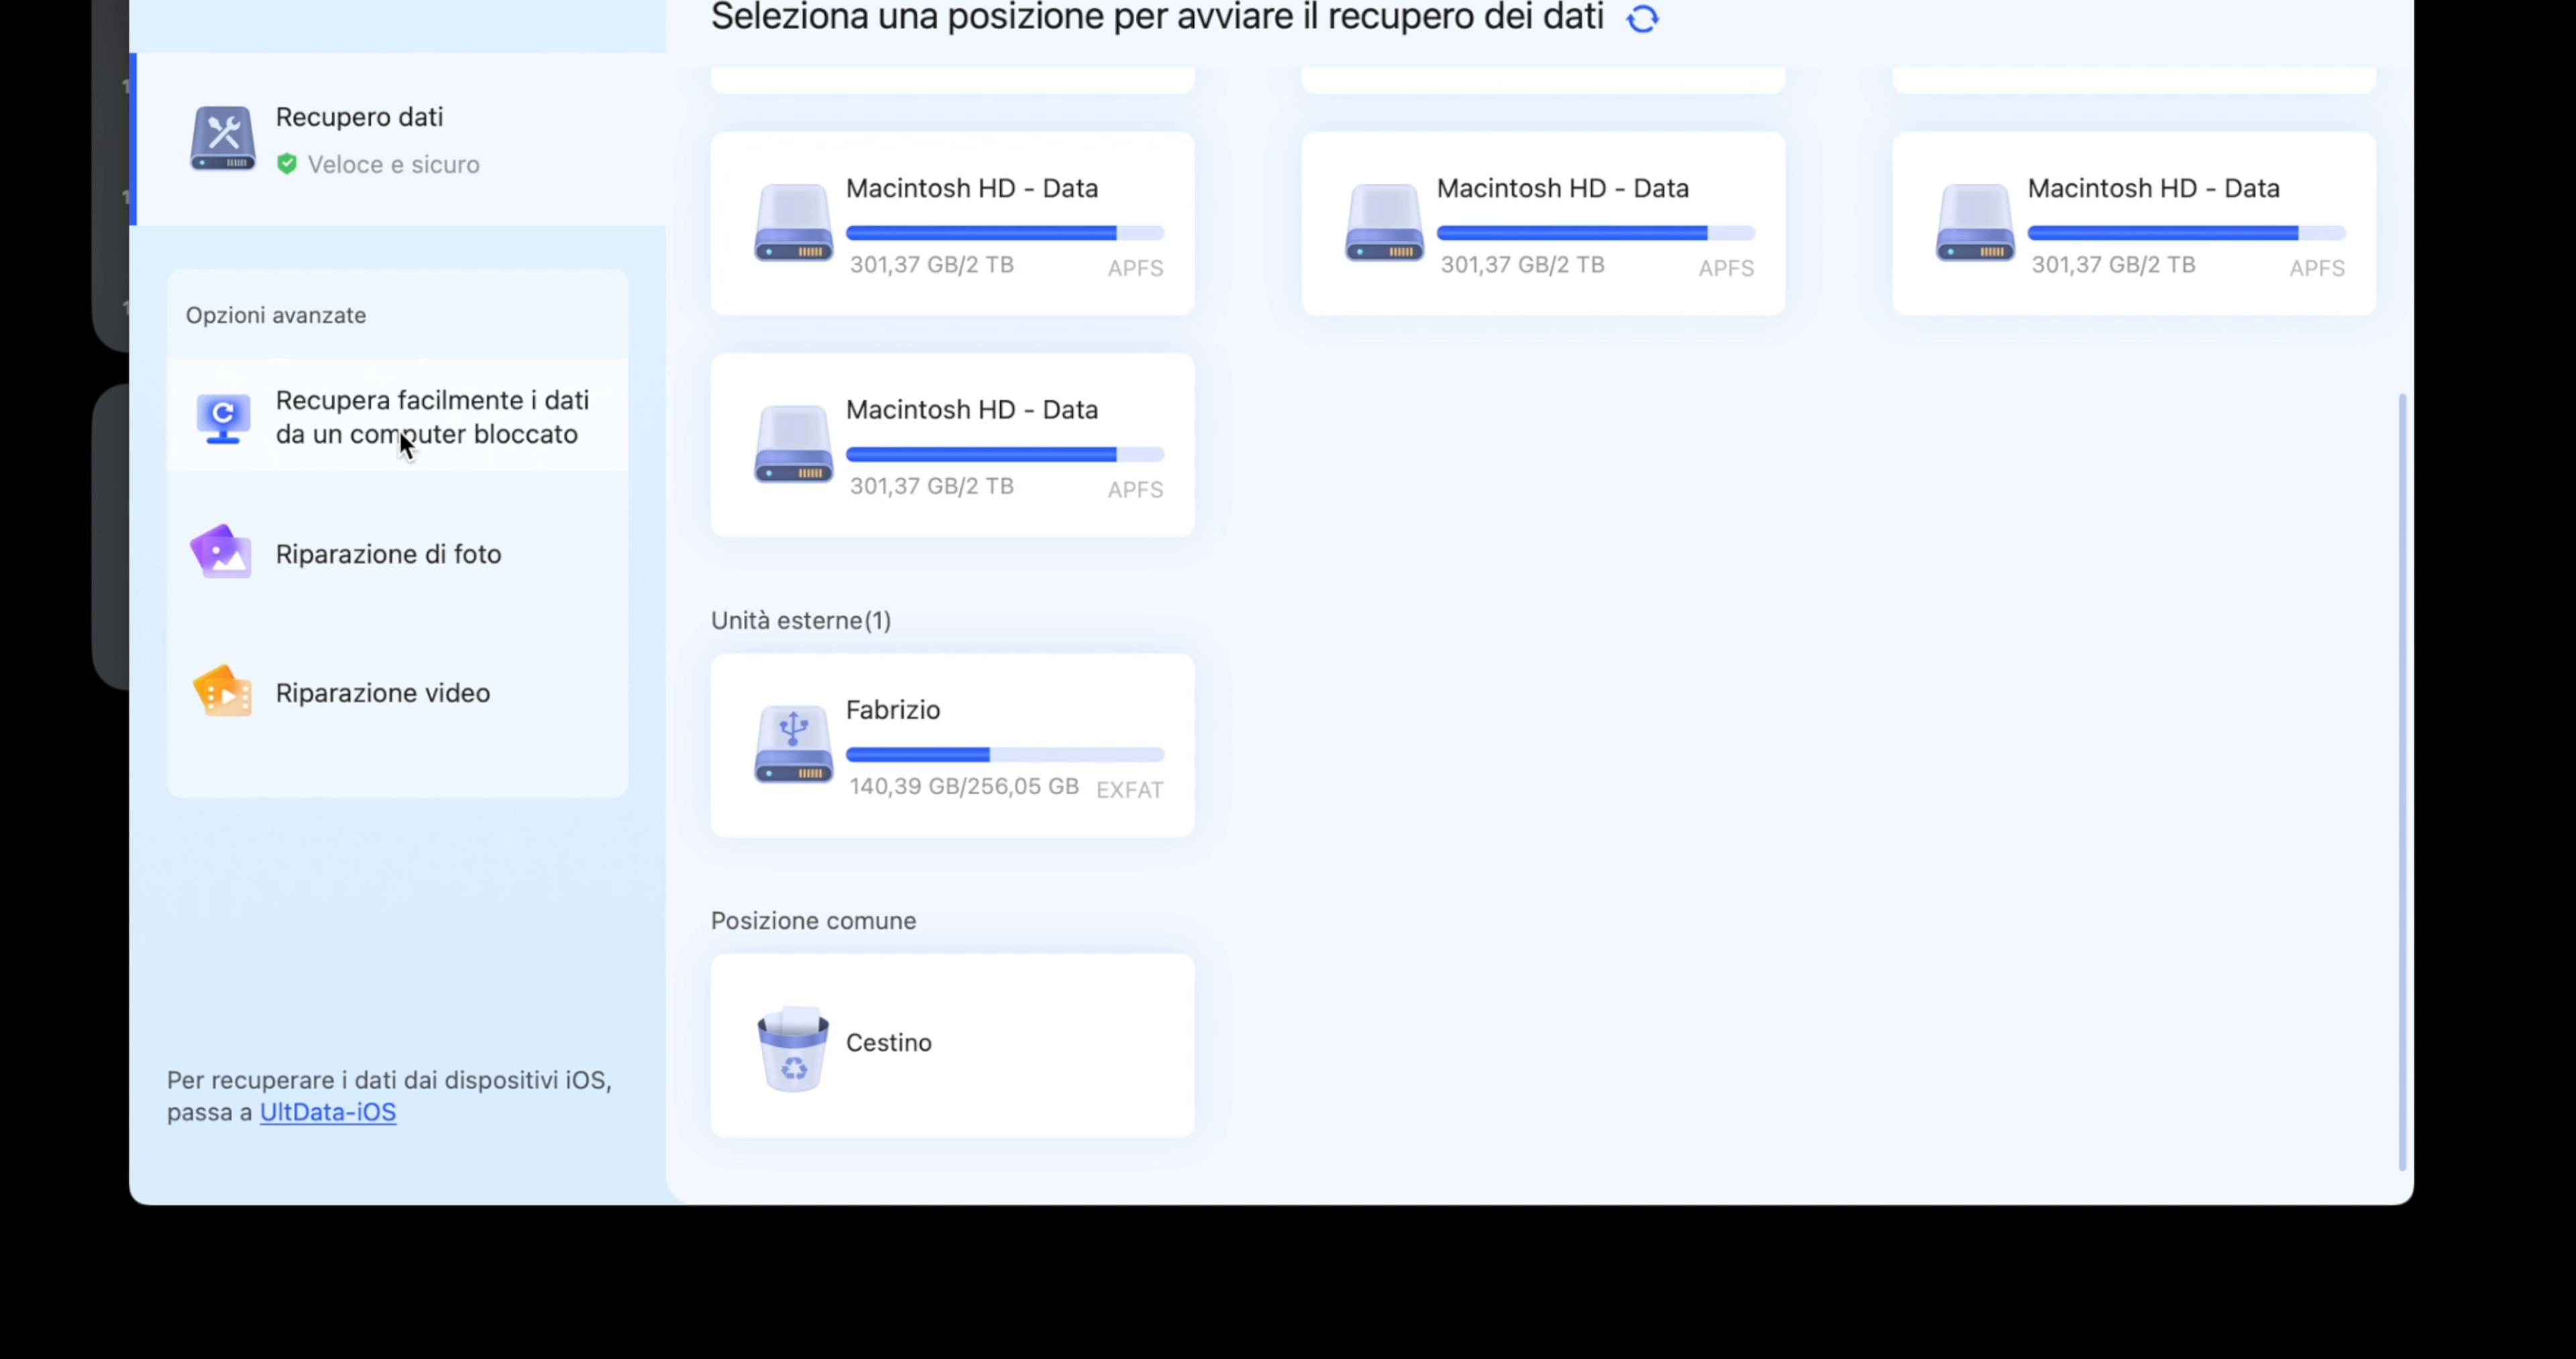 Seleziona una posizione per avviare il recupero dei dati
Recupero dati
Veloce e sicuro
Opzioni avanzate
Recupera facilmente i dati
da un computer bloccato
Riparazione di foto
Riparazione video
Per recuperare i dati dai dispositivi iOS,
passa a UltData-iOS
Macintosh HD - Data
301,37 GB/2 TB APFS
Macintosh HD - Data
301,37 GB/2 TB APFS
Macintosh HD - Data
301,37 GB/2 TB APFS
Macintosh HD - Data
301,37 GB/2 TB APFS
Unità esterne(1)
Fabrizio
140,39 GB/256,05 GB EXFAT
Posizione comune
Cestino